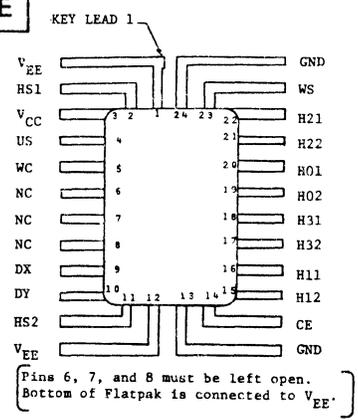 E
KEY LEAD 1
VEE GND
HS1 2 1 24 23 WS
VCC 3 22 H21
US 4 21 H22
WC 5 20 H01
NC 6 19 H02
NC 7 18 H31
NC 8 17 H32
DX 9 16 H11
DY 10 15 H12
HS2 11 12 13 14 CE
VEE GND
Pins 6, 7, and 8 must be left open.
Bottom of Flatpak is connected to VEE.